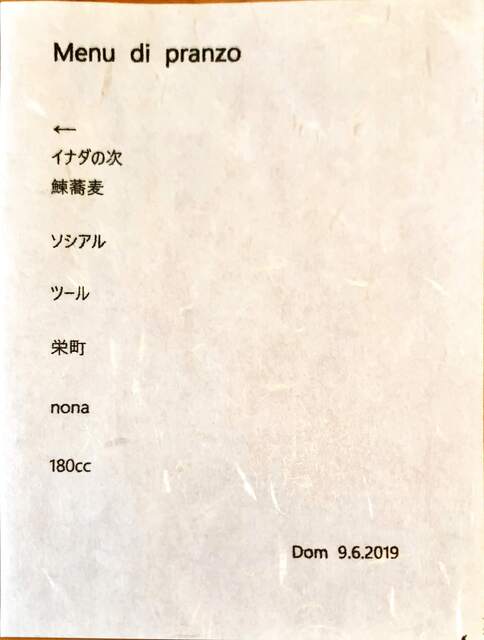 Menu di pranzo
←
イナダの次
鰊蕎麦
ソシアル
ツール
栄町
nona
180cc
Dom 9.6.2019